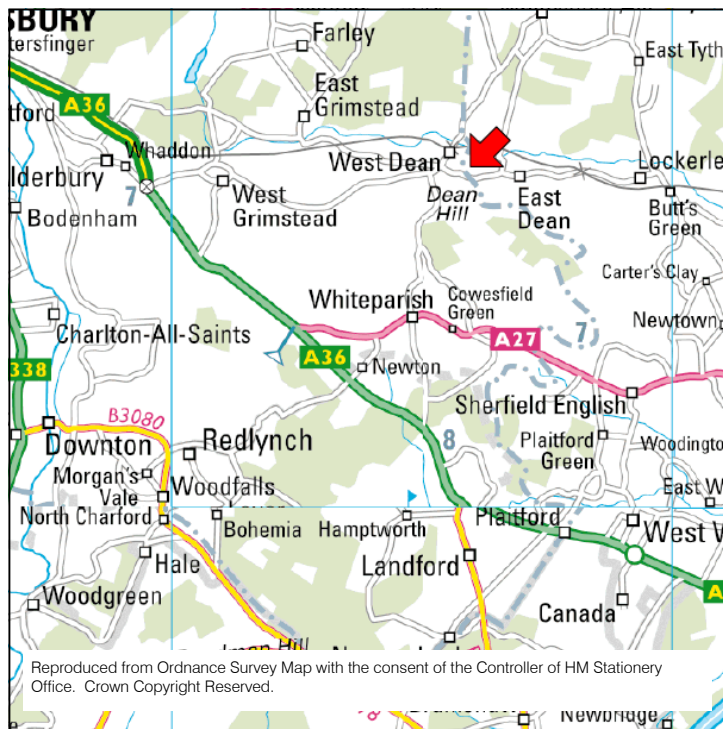 SBURY
tersfinger
Farley
East Tyth
East
Grimstead
A36
tford
Whaddon
lderbury
West Dean
Lockerle
7
West
Grimstead
Dean
Hill
East
Dean
Butt's
Green
Bodenham
Carter's Clay
Whiteparish
Cowesfield
Green
Newtown
Charlton-All-Saints
7
A27
A36
338
Newton
Sherfield English
B3080
Downton
Redlynch
8
Plaitford
Green
Woodington
Morgan's
Vale
Woodfalls
East W
North Charford
Bohemia
Hamptworth
Plaitford
West W
Hale
Landford
Woodgreen
Canada
A
Reproduced from Ordnance Survey Map with the consent of the Controller of HM Stationery
Office. Crown Copyright Reserved.
Newbridge